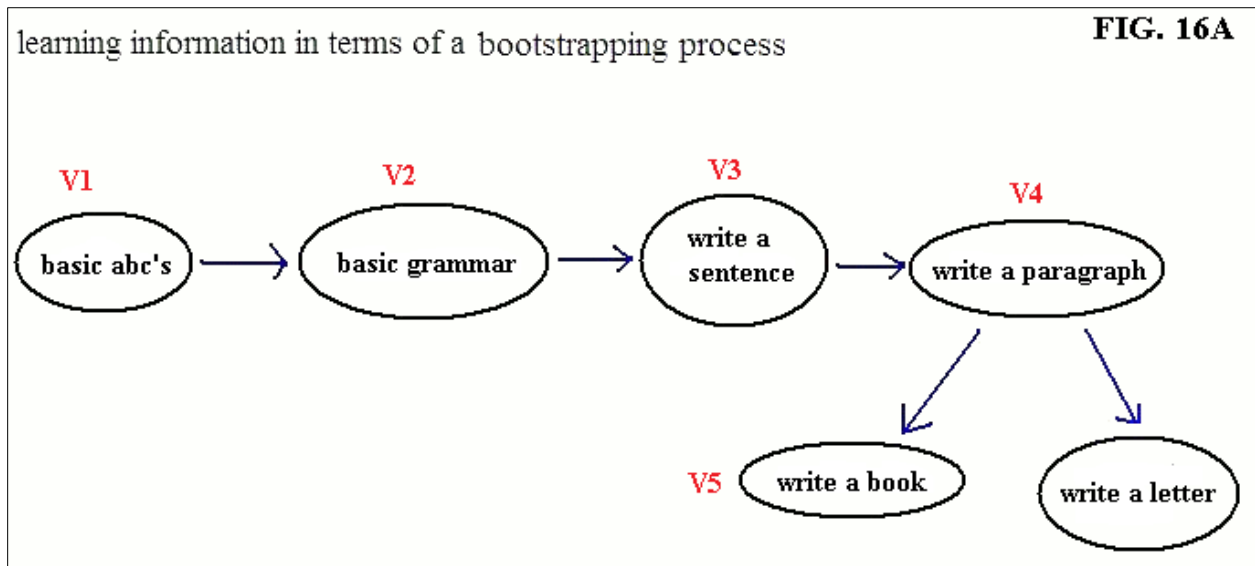 FIG. 16A
learning information in terms of a bootstrapping process
V1
V2
V3
V4
basic abc's
basic grammar
write a
sentence
write a paragraph
V5
write a book
write a letter